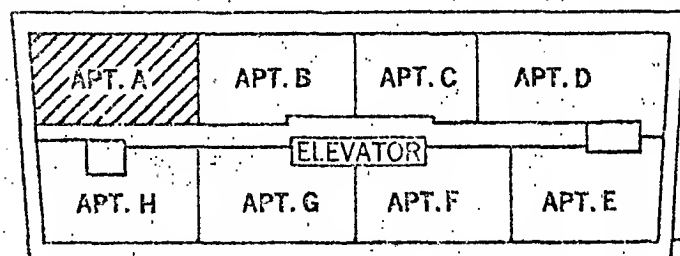 APT. A APT. B APT. C APT. D
ELEVATOR
APT. H APT. G APT. F APT. E